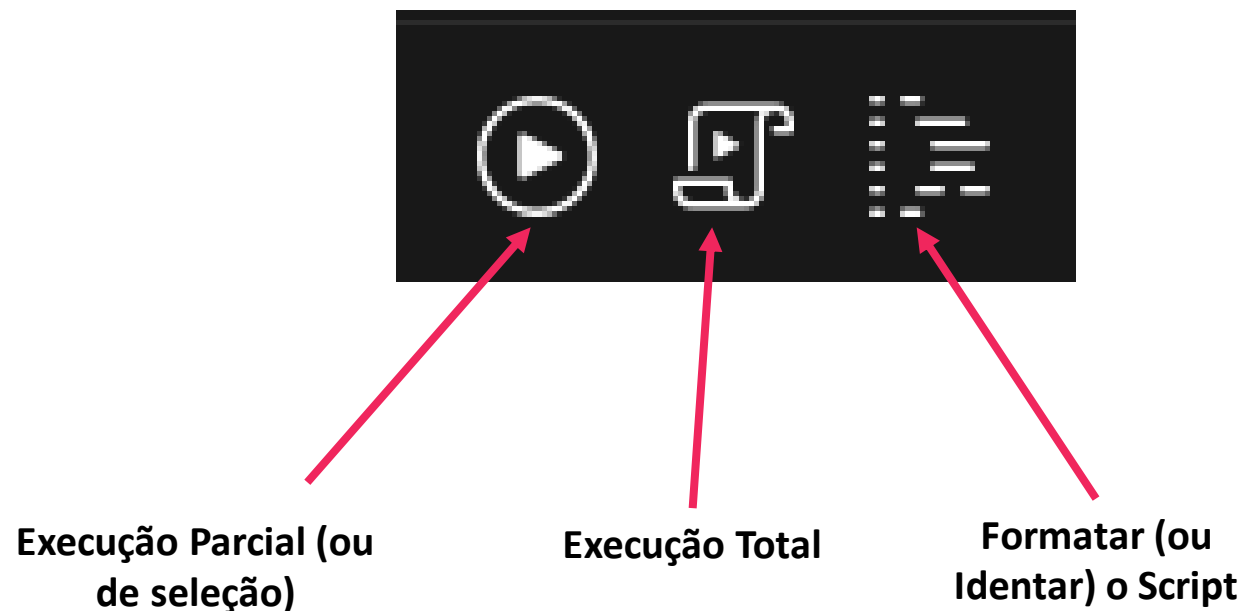 Execução Parcial (ou
de seleção)
Execução Total
Formatar (ou
Identar) o Script